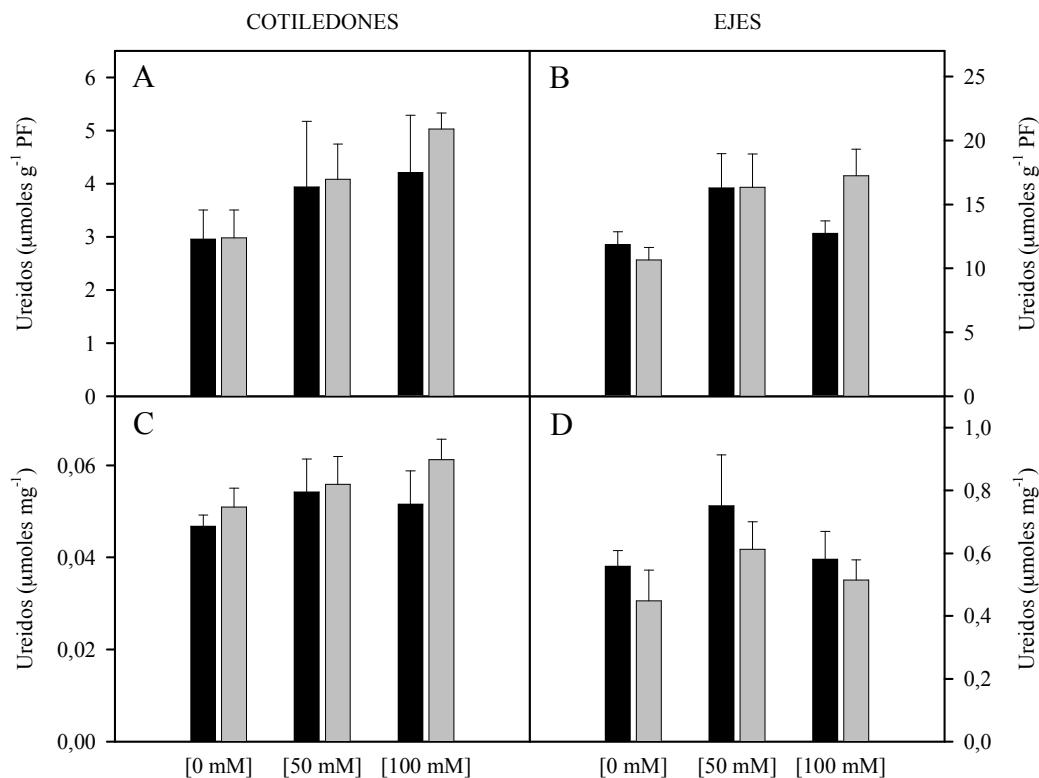 COTILEDONES EJES
A B
6
5
4
3
2
1
0
Ureidos (μmoles g-1 PF)
25
20
15
10
5
0
Ureidos (μmoles g-1 PF)
C D
0,06
0,04
0,02
0,00
Ureidos (μmoles mg-1)
1,0
0,8
0,6
0,4
0,2
0,0
Ureidos (μmoles mg-1)
[0 mM] [50 mM] [100 mM] [0 mM] [50 mM] [100 mM]